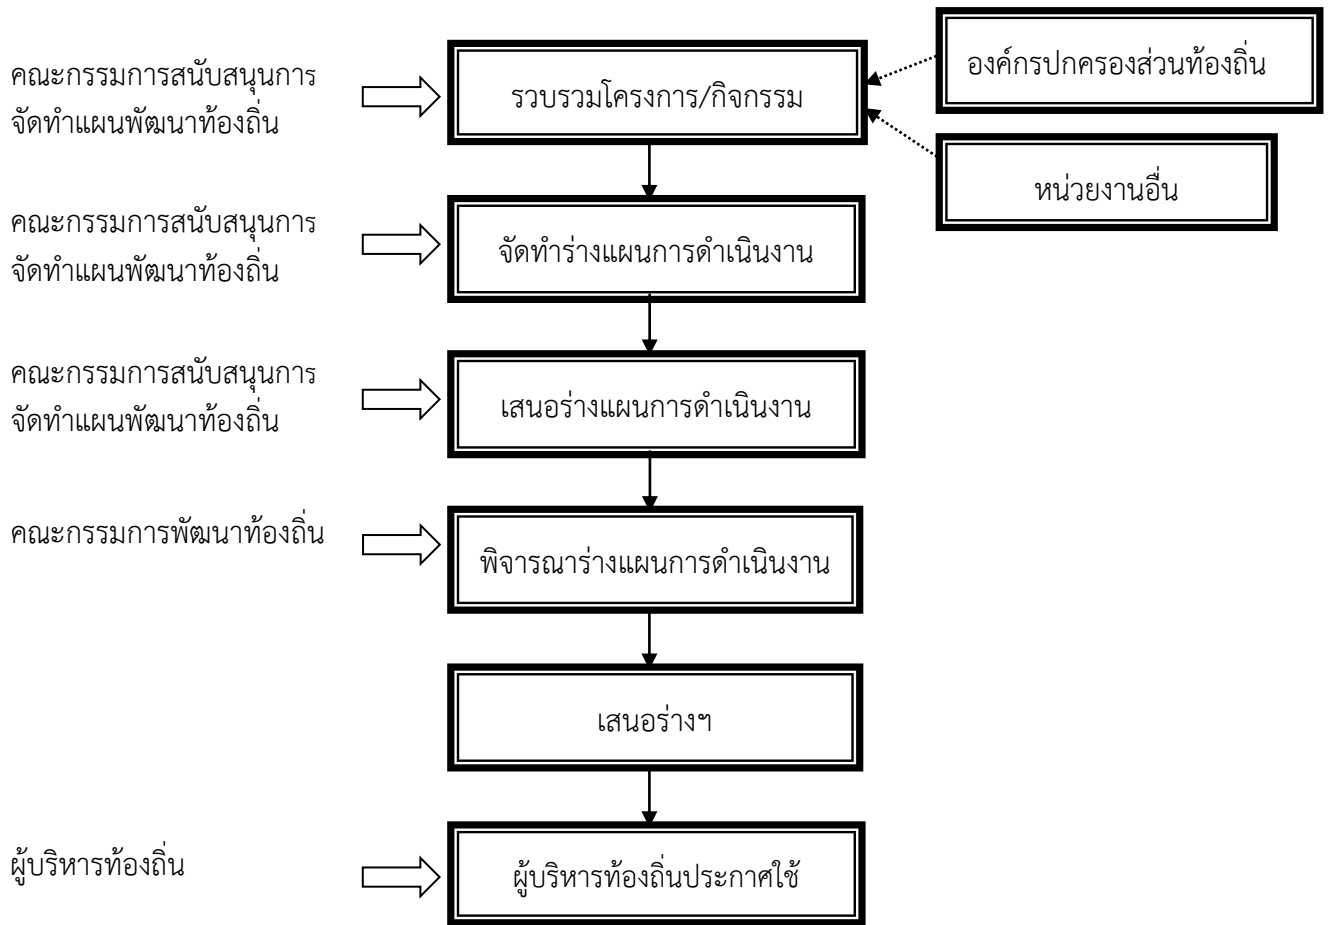 คณะกรรมการสนับสนุนการ
จัดทำแผนพัฒนาท้องถิ่น
รวบรวมโครงการ/กิจกรรม
องค์กรปกครองส่วนท้องถิ่น
หน่วยงานอื่น
คณะกรรมการสนับสนุนการ
จัดทำแผนพัฒนาท้องถิ่น
จัดทำร่างแผนการดำเนินงาน
คณะกรรมการสนับสนุนการ
จัดทำแผนพัฒนาท้องถิ่น
เสนอร่างแผนการดำเนินงาน
คณะกรรมการพัฒนาท้องถิ่น
พิจารณาร่างแผนการดำเนินงาน
เสนอร่างฯ
ผู้บริหารท้องถิ่น
ผู้บริหารท้องถิ่นประกาศใช้